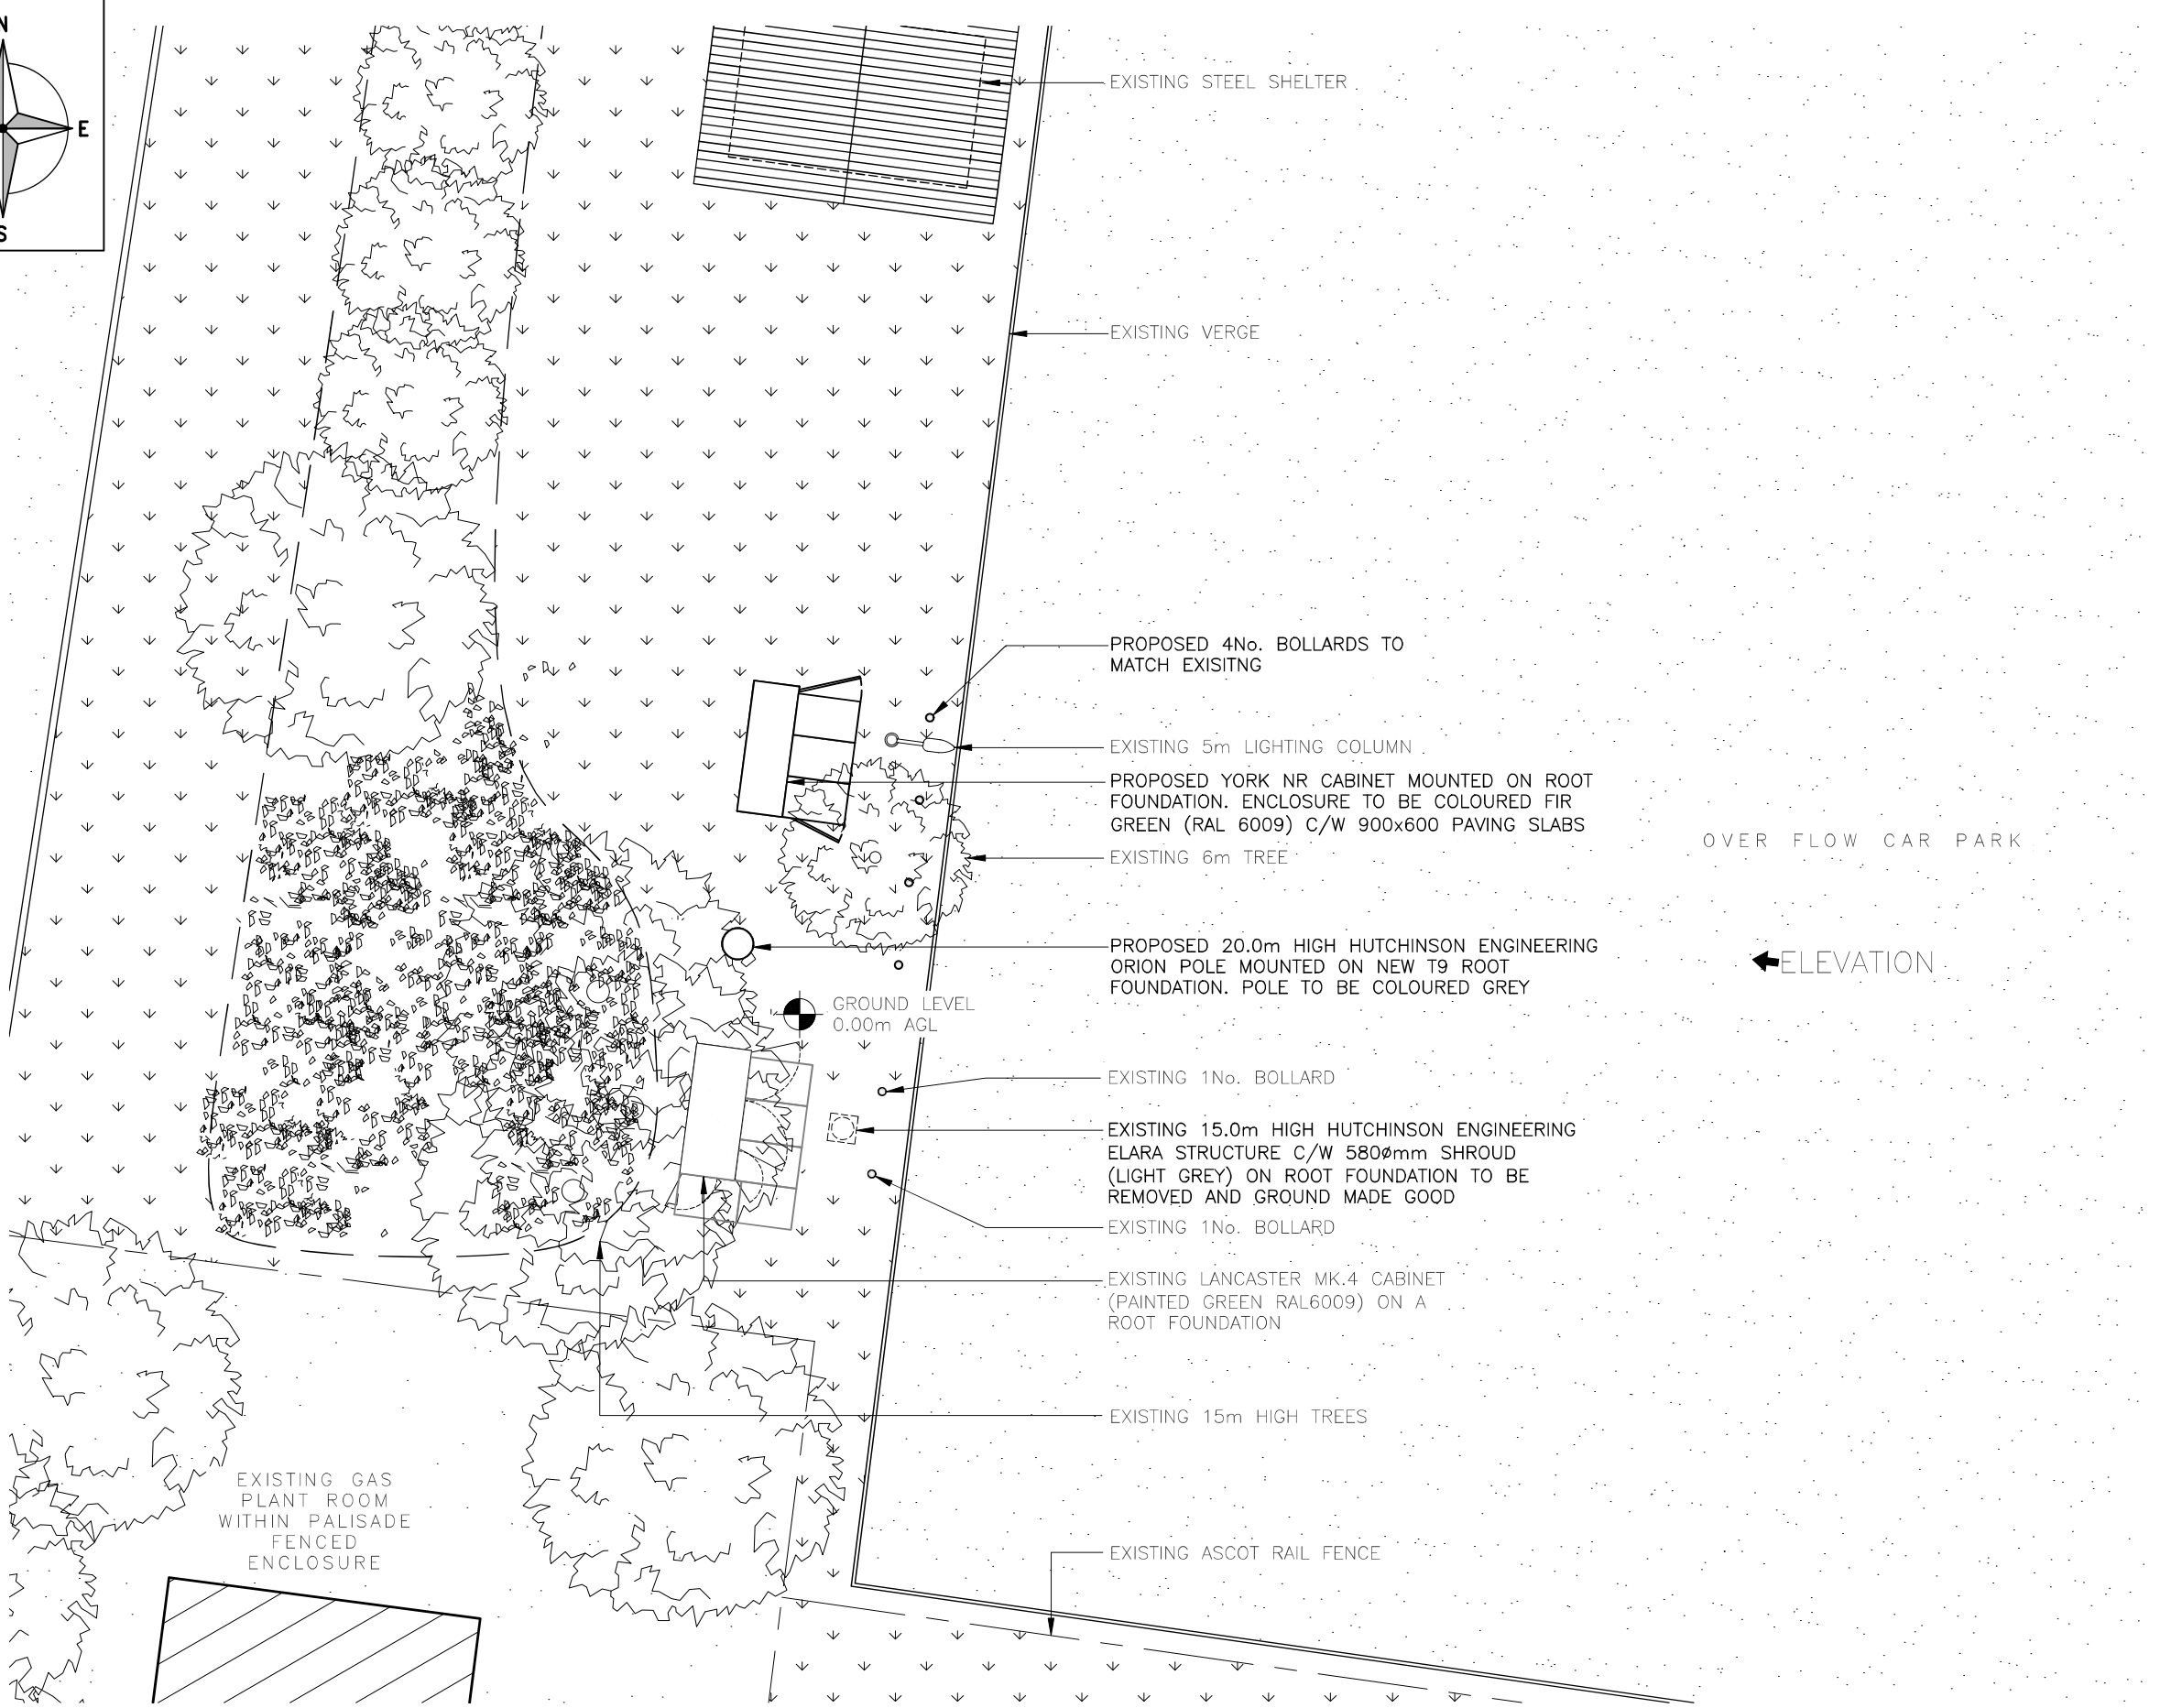 N
E
S
EXISTING STEEL SHELTER
EXISTING VERGE
PROPOSED 4No. BOLLARDS TO
MATCH EXISITNG
EXISTING 5m LIGHTING COLUMN
PROPOSED YORK NR CABINET MOUNTED ON ROOT
FOUNDATION. ENCLOSURE TO BE COLOURED FIR
GREEN (RAL 6009) C/W 900x600 PAVING SLABS
OVER FLOW CAR PARK
EXISTING 6m TREE
PROPOSED 20.0m HIGH HUTCHINSON ENGINEERING
ORION POLE MOUNTED ON NEW T9 ROOT
FOUNDATION. POLE TO BE COLOURED GREY
ELEVATION
GROUND LEVEL
0.00m AGL
EXISTING 1No. BOLLARD
EXISTING 15.0m HIGH HUTCHINSON ENGINEERING
ELARA STRUCTURE C/W 580ømm SHROUD
(LIGHT GREY) ON ROOT FOUNDATION TO BE
REMOVED AND GROUND MADE GOOD
EXISTING 1No. BOLLARD
EXISTING LANCASTER MK.4 CABINET
(PAINTED GREEN RAL6009) ON A
ROOT FOUNDATION
EXISTING 15m HIGH TREES
EXISTING GAS
PLANT ROOM
WITHIN PALISADE
FENCED
ENCLOSURE
EXISTING ASCOT RAIL FENCE